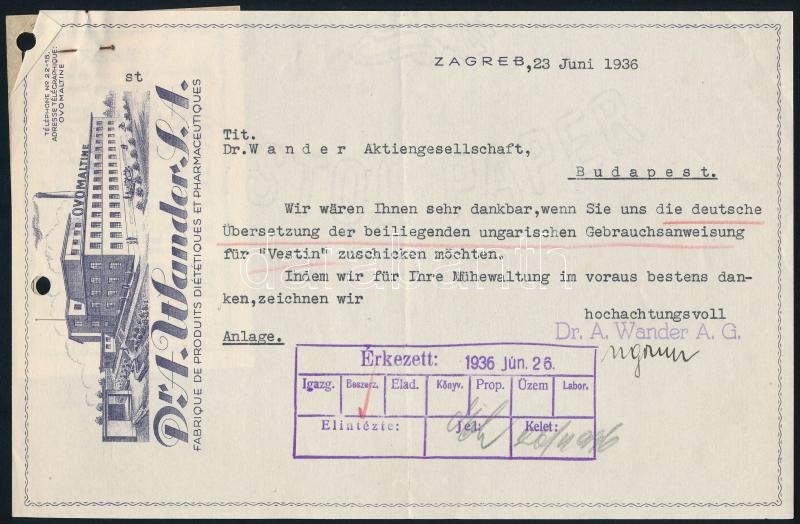 TÉLÉPHONE Nº 22-18.
ADRESSE TÉLÉGRAPHIQUE:
OVOMALTINE
OVOMALTINE
Dr. A. Wander S.A.
FABRIQUE DE PRODUITS DIÉTÉTIQUES ET PHARMACEUTIQUES
st
ZAGREB,23 Juni 1936
Tit.
Dr.W a n d e r Aktiengesellschaft,
B u d a p e s t.
Wir wären Ihnen sehr dankbar,wenn Sie uns die deutsche
Übersetzung der beiliegenden ungarischen Gebrauchsanweisung
für "Vestin" zuschicken möchten.
Indem wir für Ihre Mühewaltung im voraus bestens dan-
ken,zeichnen wir
hochachtungsvoll
Dr. A. Wander A. G.
Anlage.
Érkezett: 1936 Jún. 26.
Igazg. Beszerz. Elad. Könyv. Prop. Üzem Labor.
Elintézte: Jel: Kelet:
darabanth